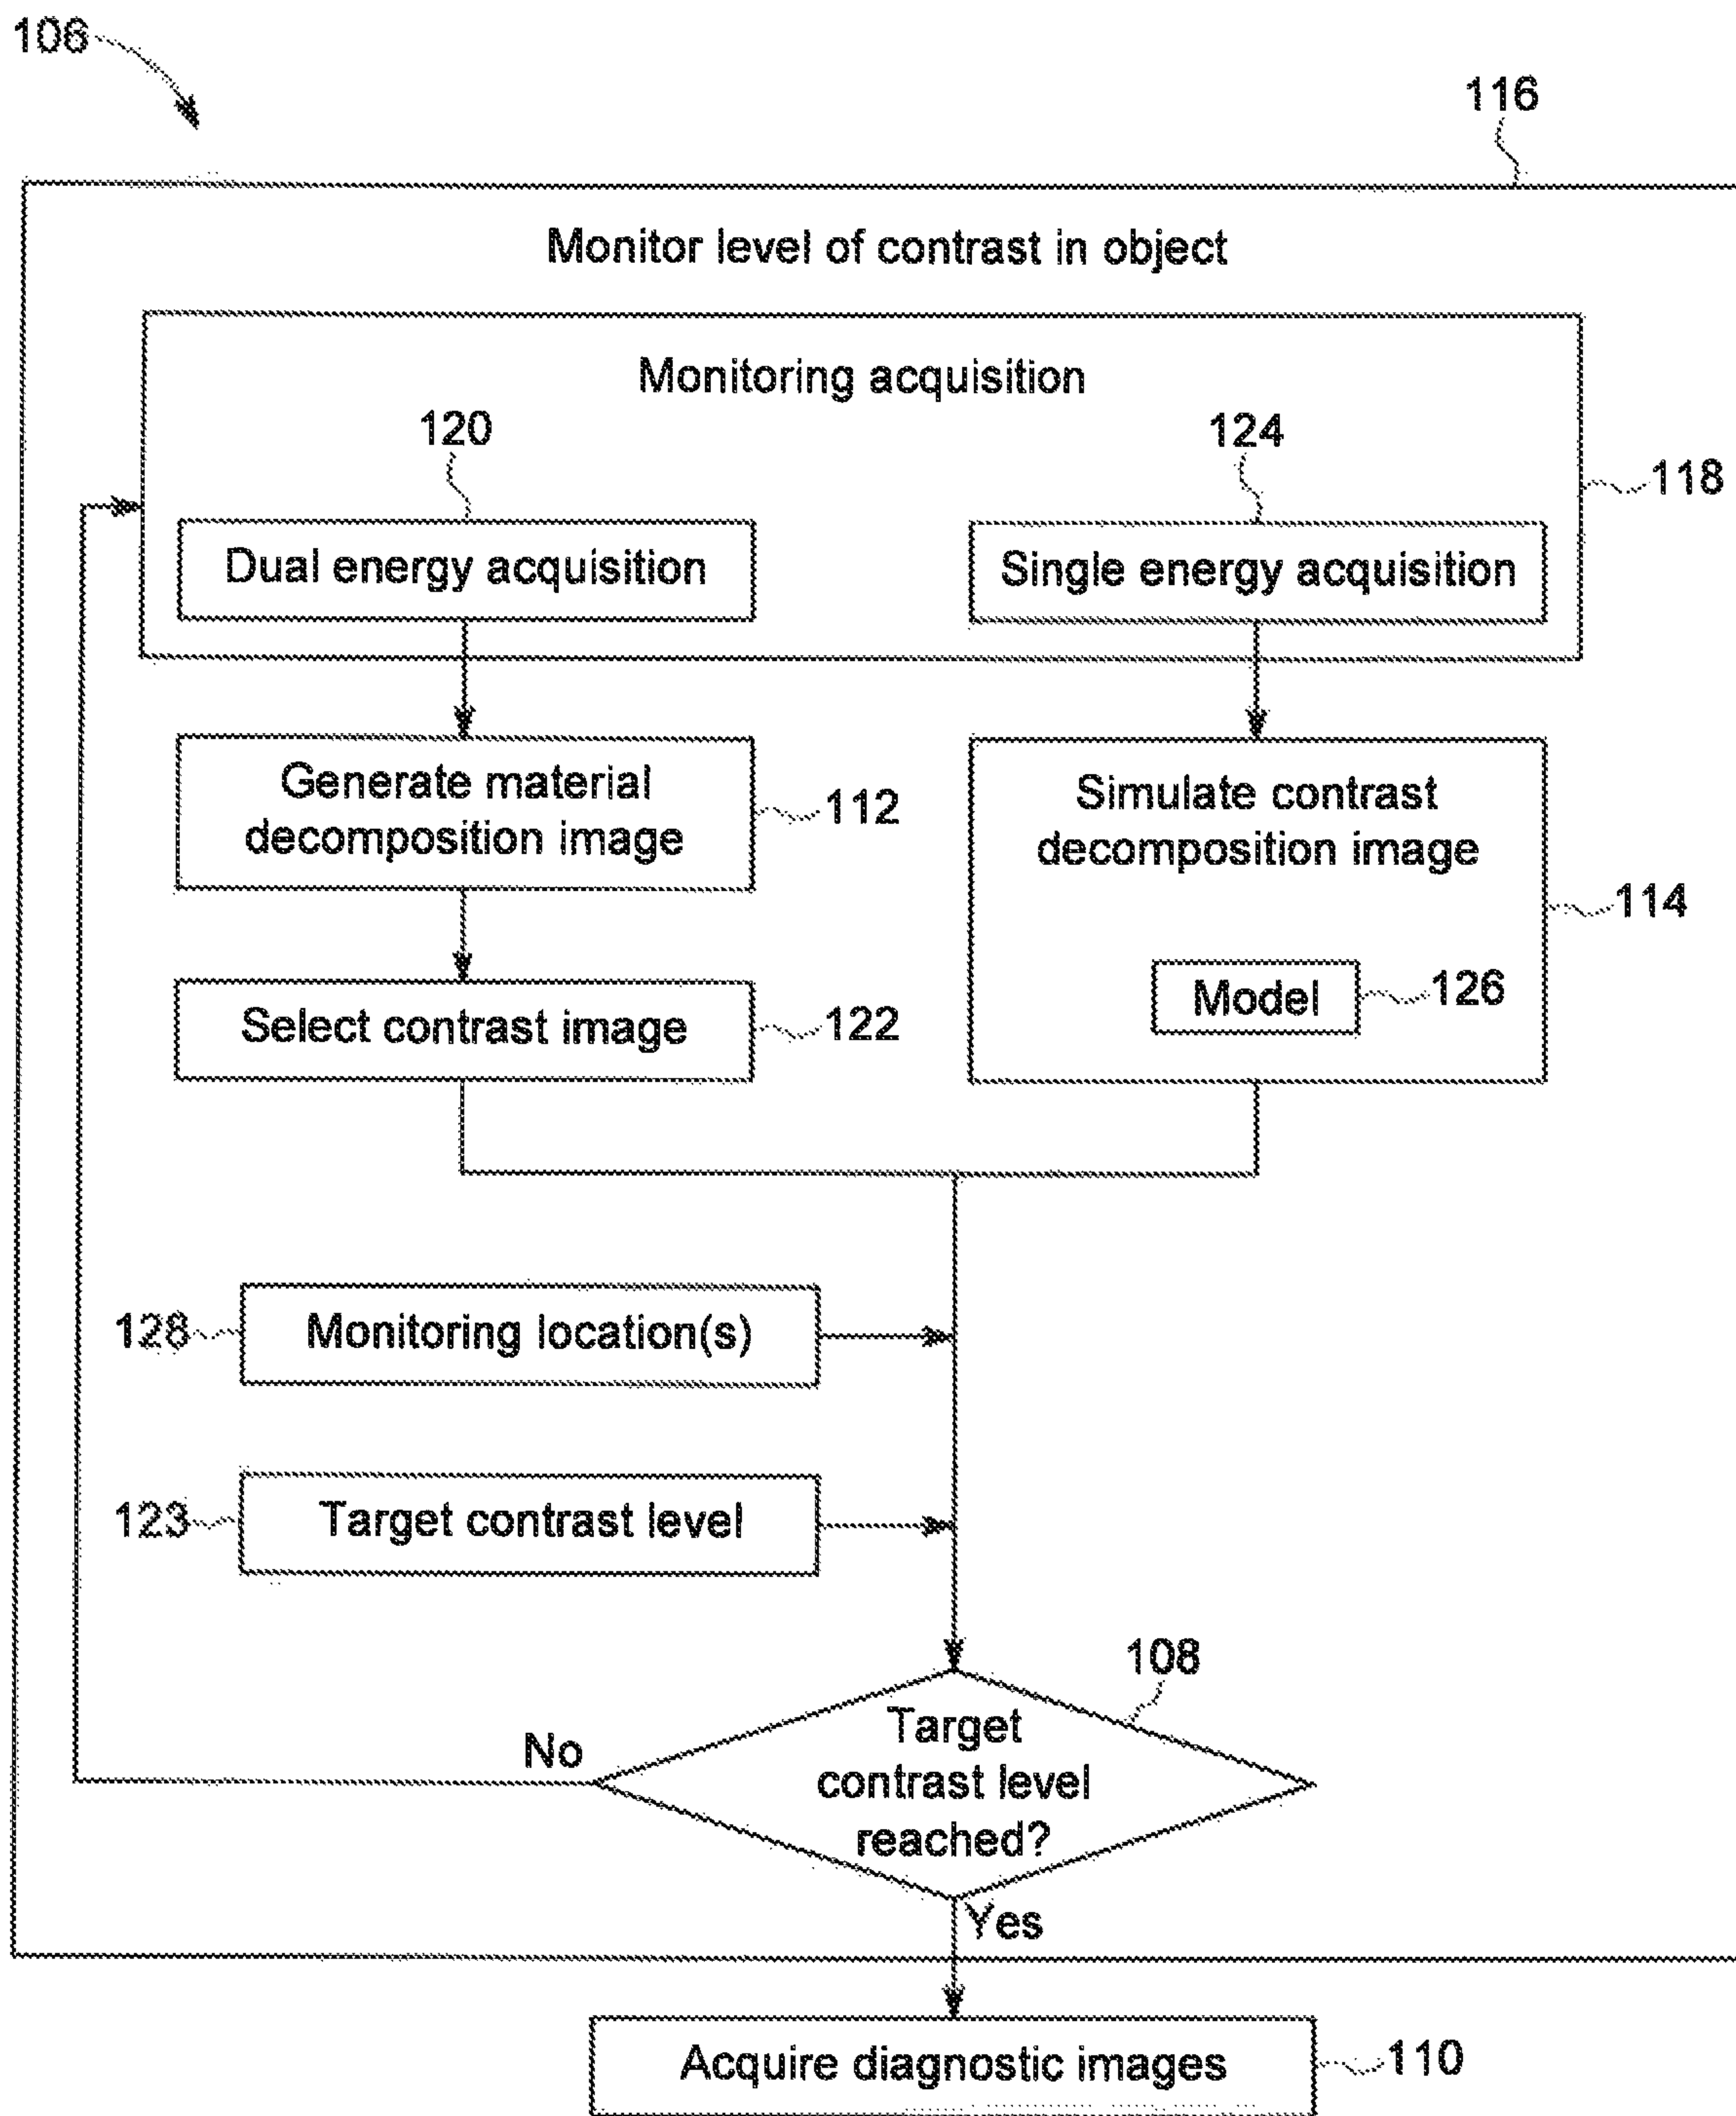 106
116
Monitor level of contrast in object
Monitoring acquisition
120
124
118
Dual energy acquisition
Single energy acquisition
Generate material
decomposition image
112
Simulate contrast
decomposition image
114
Model
126
Select contrast image
122
128
Monitoring location(s)
123
Target contrast level
108
Target
contrast level
reached?
No
Yes
Acquire diagnostic images
110